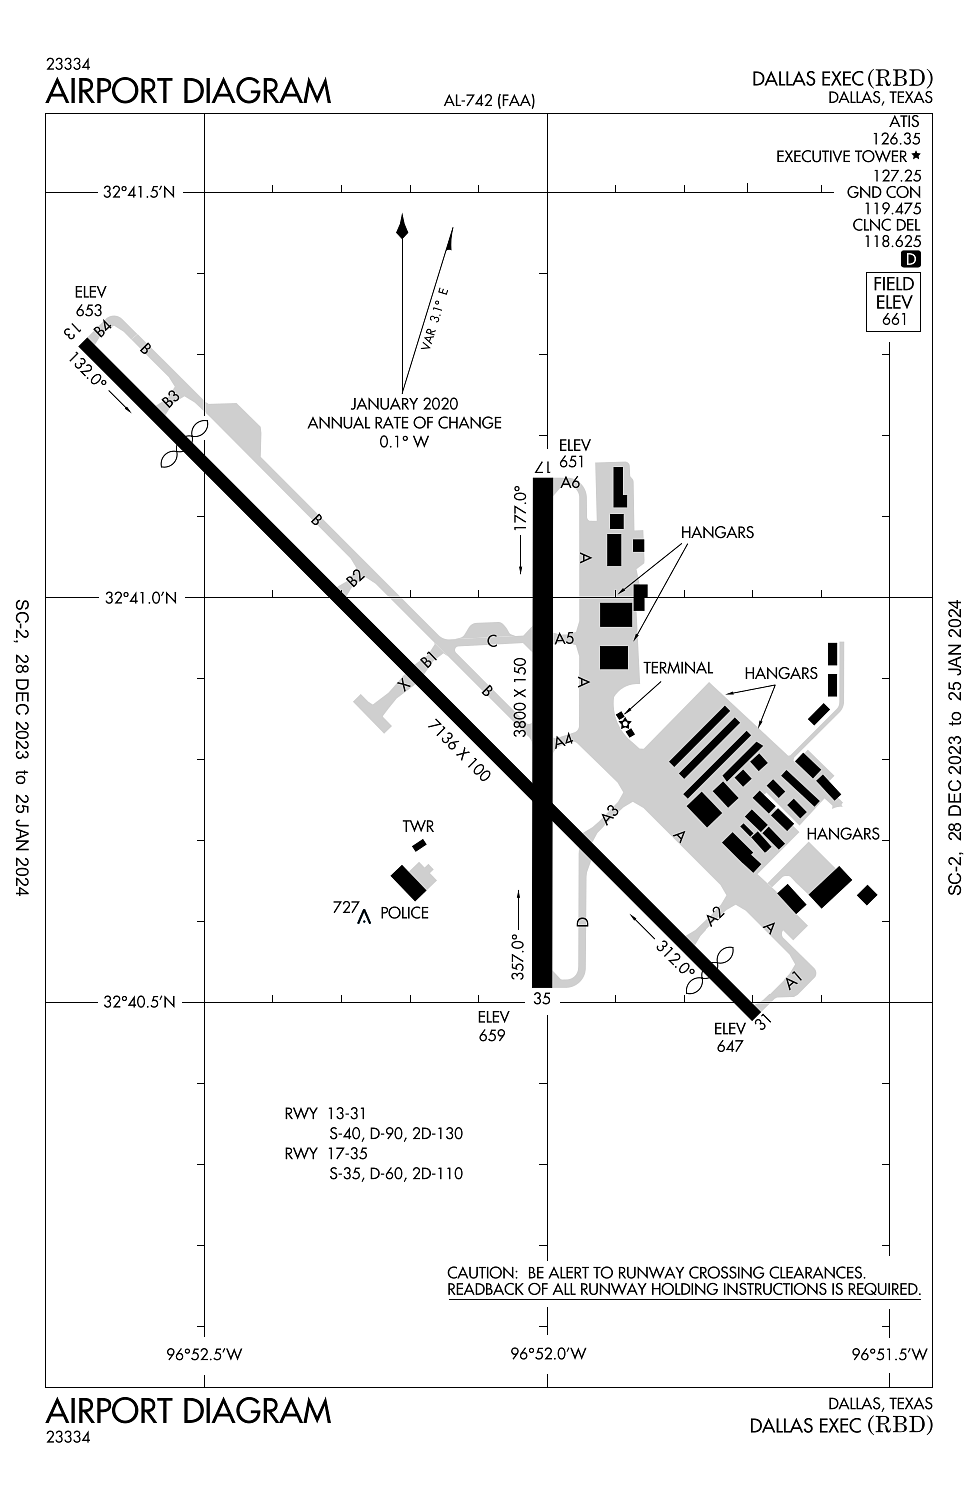 23334
AIRPORT DIAGRAM
AL-742 (FAA)
DALLAS EXEC (RBD)
DALLAS, TEXAS
ATIS
126.35
EXECUTIVE TOWER ★
127.25
GND CON
119.475
CLNC DEL
118.625
D
FIELD
ELEV
661
32°41.5'N
VAR 3.1° E
JANUARY 2020
ANNUAL RATE OF CHANGE
0.1° W
ELEV
653
13
132.0°
B4
B
B3
B
B2
B1
B
C
X
7136 X 100
ELEV
651
17
177.0°
A6
A
HANGARS
32°41.0'N
A5
A
3800 X 150
TERMINAL
HANGARS
A4
A3
A
HANGARS
TWR
727
POLICE
A2
A
D
357.0°
312.0°
A1
32°40.5'N
35
ELEV
659
31
ELEV
647
RWY 13-31
S-40, D-90, 2D-130
RWY 17-35
S-35, D-60, 2D-110
CAUTION: BE ALERT TO RUNWAY CROSSING CLEARANCES.
READBACK OF ALL RUNWAY HOLDING INSTRUCTIONS IS REQUIRED.
96°52.5'W
96°52.0'W
96°51.5'W
SC-2, 28 DEC 2023 to 25 JAN 2024
SC-2, 28 DEC 2023 to 25 JAN 2024
AIRPORT DIAGRAM
23334
DALLAS, TEXAS
DALLAS EXEC (RBD)